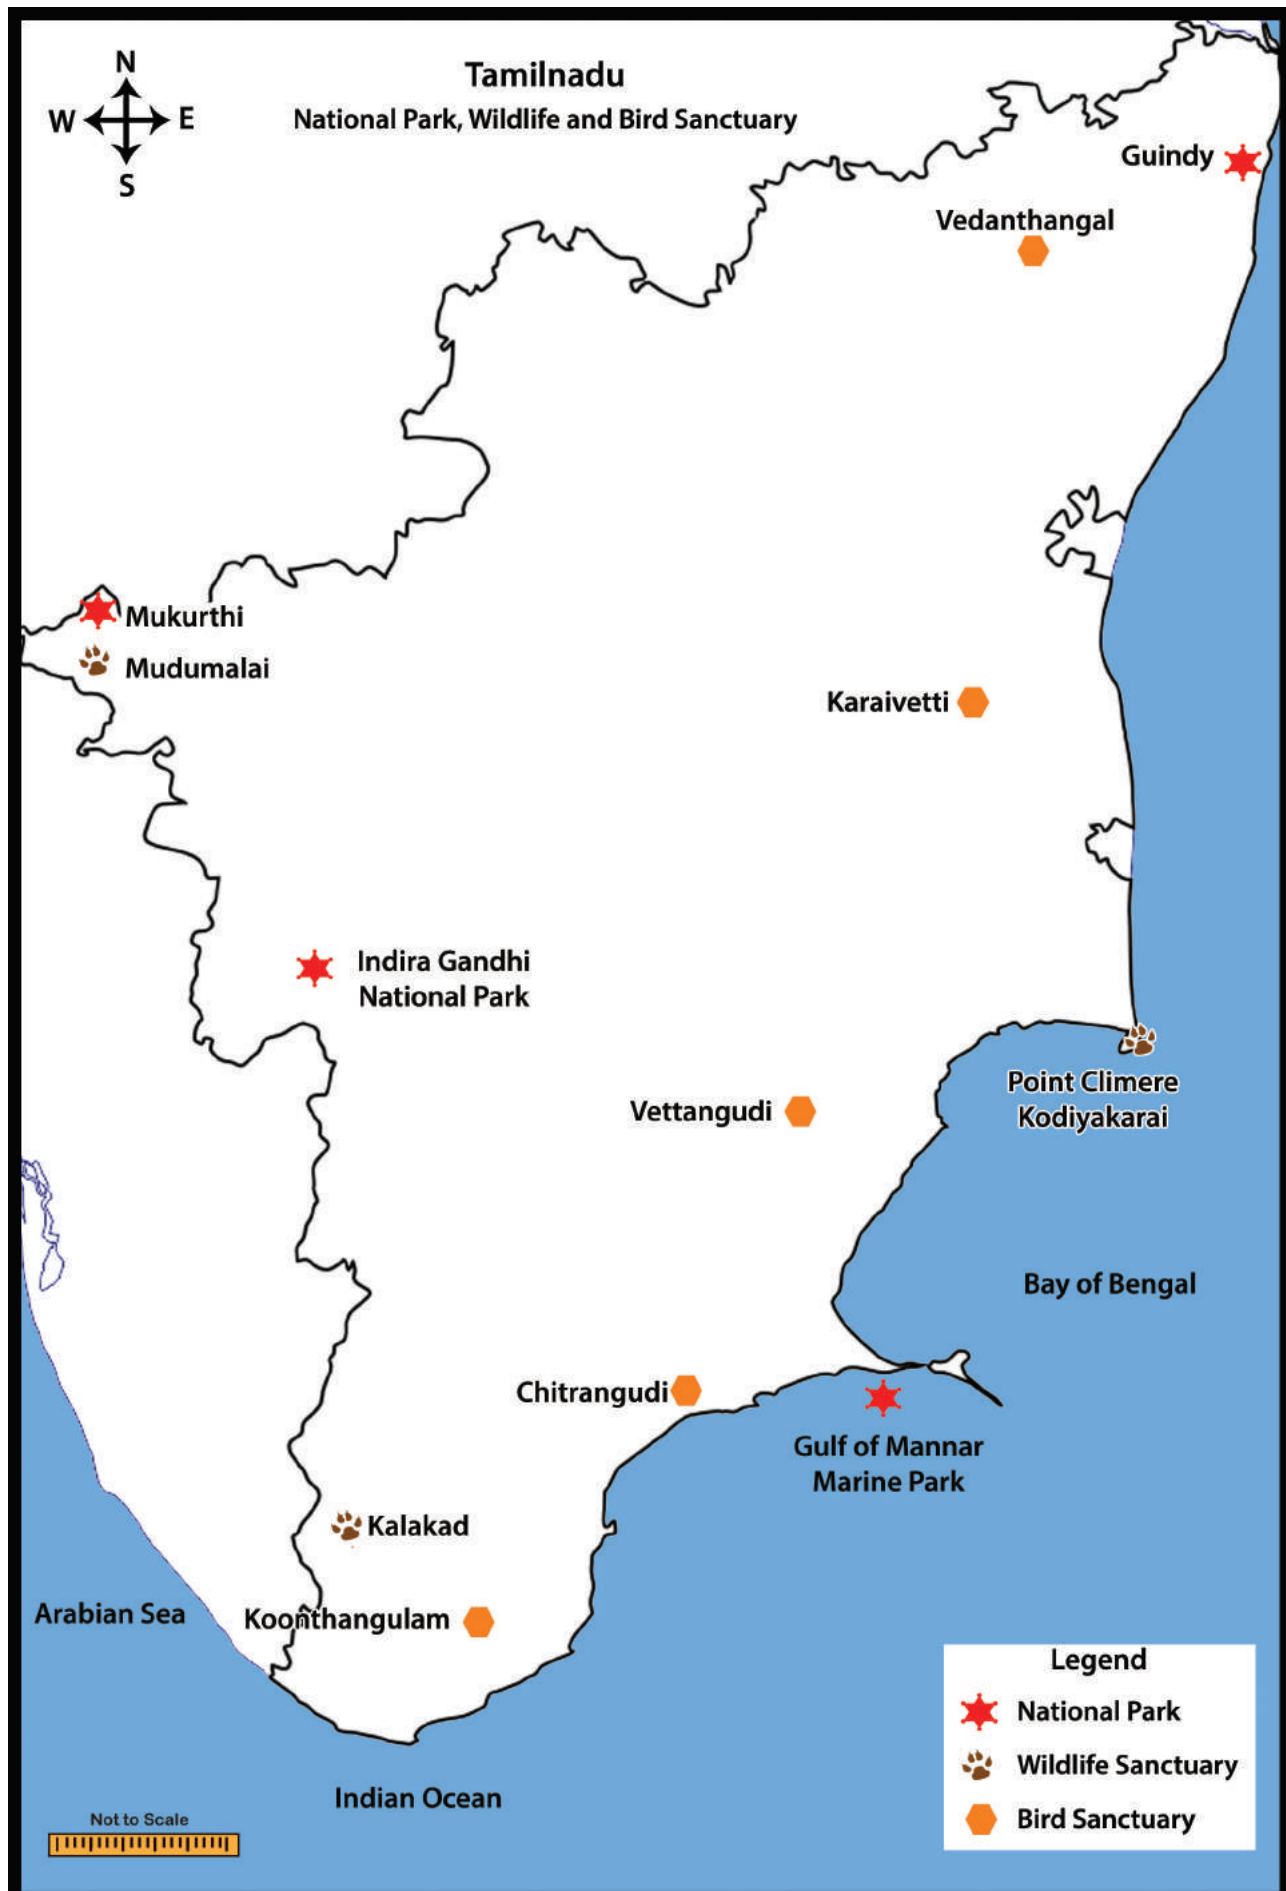 N
W E
S
Tamilnadu
National Park, Wildlife and Bird Sanctuary
Guindy
Vedanthangal
Mukurthi
Mudumalai
Karaivetti
Indira Gandhi
National Park
Point Climere
Kodiyakarai
Vettangudi
Bay of Bengal
Chitrangudi
Gulf of Mannar
Marine Park
Kalakad
Arabian Sea
Koonthangulam
Legend
National Park
Wildlife Sanctuary
Bird Sanctuary
Indian Ocean
Not to Scale